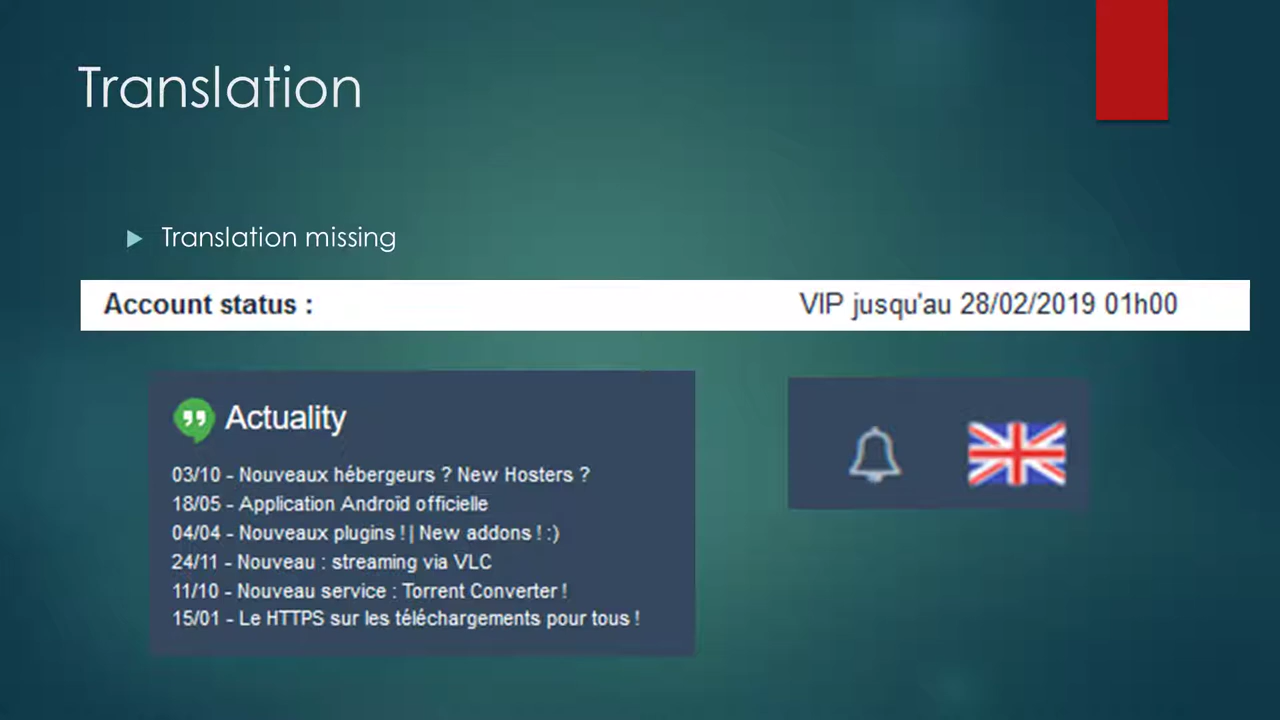 Translation
Translation missing
Account status :
VIP jusqu'au 28/02/2019 01h00
Actuality
03/10 - Nouveaux hébergeurs ? New Hosters ?
18/05 - Application Androïd officielle
04/04 - Nouveaux plugins ! | New addons ! :)
24/11 - Nouveau : streaming via VLC
11/10 - Nouveau service : Torrent Converter !
15/01 - Le HTTPS sur les téléchargements pour tous !